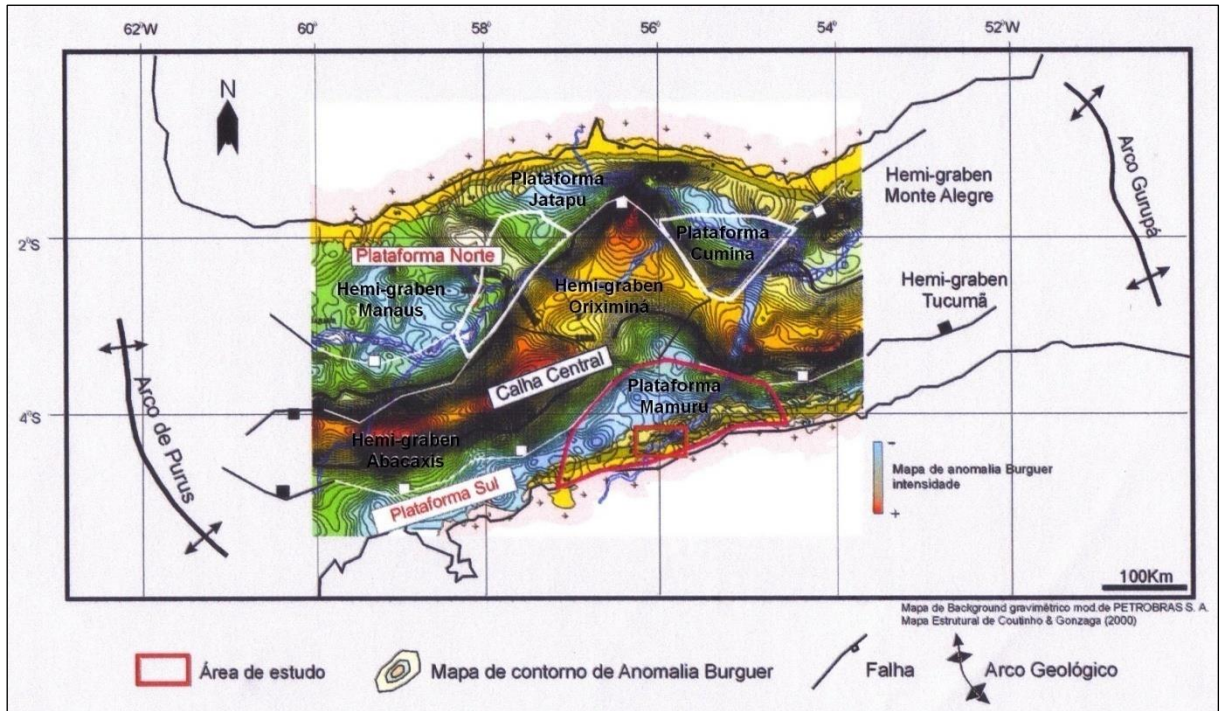 62°W
60°
58°
56°
54°
52°W
N
Plataforma
Jatapu
Hemi-graben
Monte Alegre
Arco Gurupá
2°S
Plataforma Norte
Plataforma
Cumina
Hemi-graben
Manaus
Hemi-graben
Oriximiná
Hemi-graben
Tucumã
Calha Central
Plataforma
Mamuru
4°S
Arco de Purus
Hemi-graben
Abacaxis
Plataforma Sul
-
+
Mapa de anomalia Burguer
intensidade
100Km
Mapa de Background gravimétrico mod.de PETROBRAS S. A.
Mapa Estrutural de Coutinho & Gonzaga (2000)
Área de estudo
Mapa de contorno de Anomalia Burguer
Falha
Arco Geológico